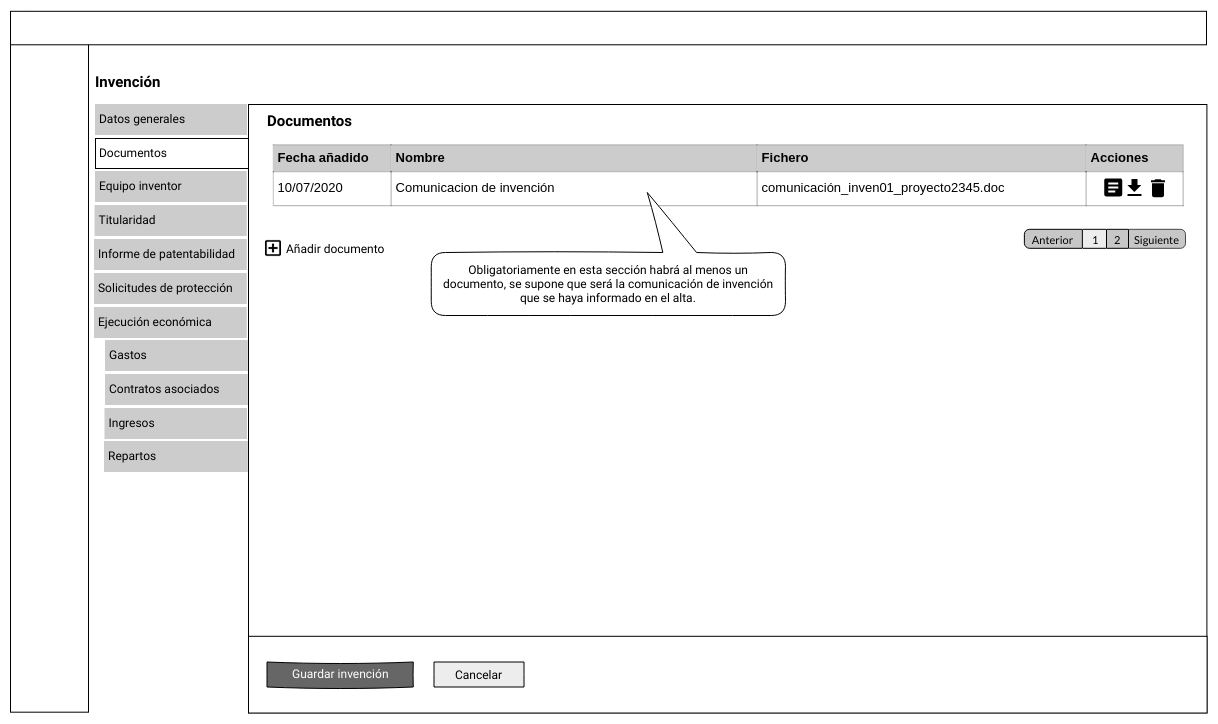 Invención
Datos generales
Documentos
Equipo inventor
Titularidad
Informe de patentabilidad
Solicitudes de protección
Ejecución económica
Gastos
Contratos asociados
Ingresos
Repartos
Documentos
Fecha añadido Nombre Fichero Acciones
10/07/2020 Comunicacion de invención comunicación_inven01_proyecto2345.doc
Anterior 1 2 Siguiente
Añadir documento
Obligatoriamente en esta sección habrá al menos un
documento, se supone que será la comunicación de invención
que se haya informado en el alta.
Guardar invención Cancelar